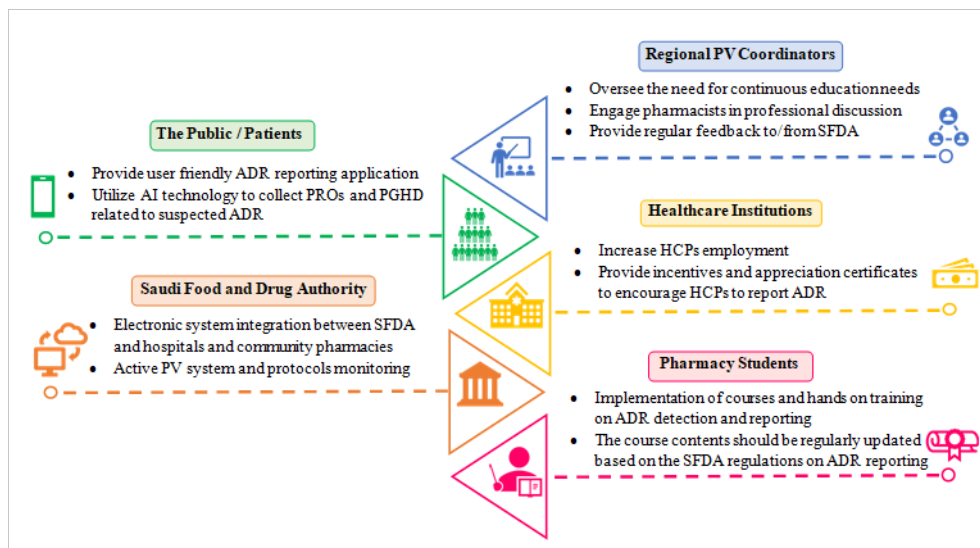 Regional PV Coordinators
• Oversee the need for continuous education needs
• Engage pharmacists in professional discussion
• Provide regular feedback to/from SFDA
The Public / Patients
• Provide user friendly ADR reporting application
• Utilize AI technology to collect PROs and PGHD
related to suspected ADR
Healthcare Institutions
• Increase HCPs employment
• Provide incentives and appreciation certificates
to encourage HCPs to report ADR
Saudi Food and Drug Authority
• Electronic system integration between SFDA
and hospitals and community pharmacies
• Active PV system and protocols monitoring
Pharmacy Students
• Implementation of courses and hands on training
on ADR detection and reporting
• The course contents should be regularly updated
based on the SFDA regulations on ADR reporting